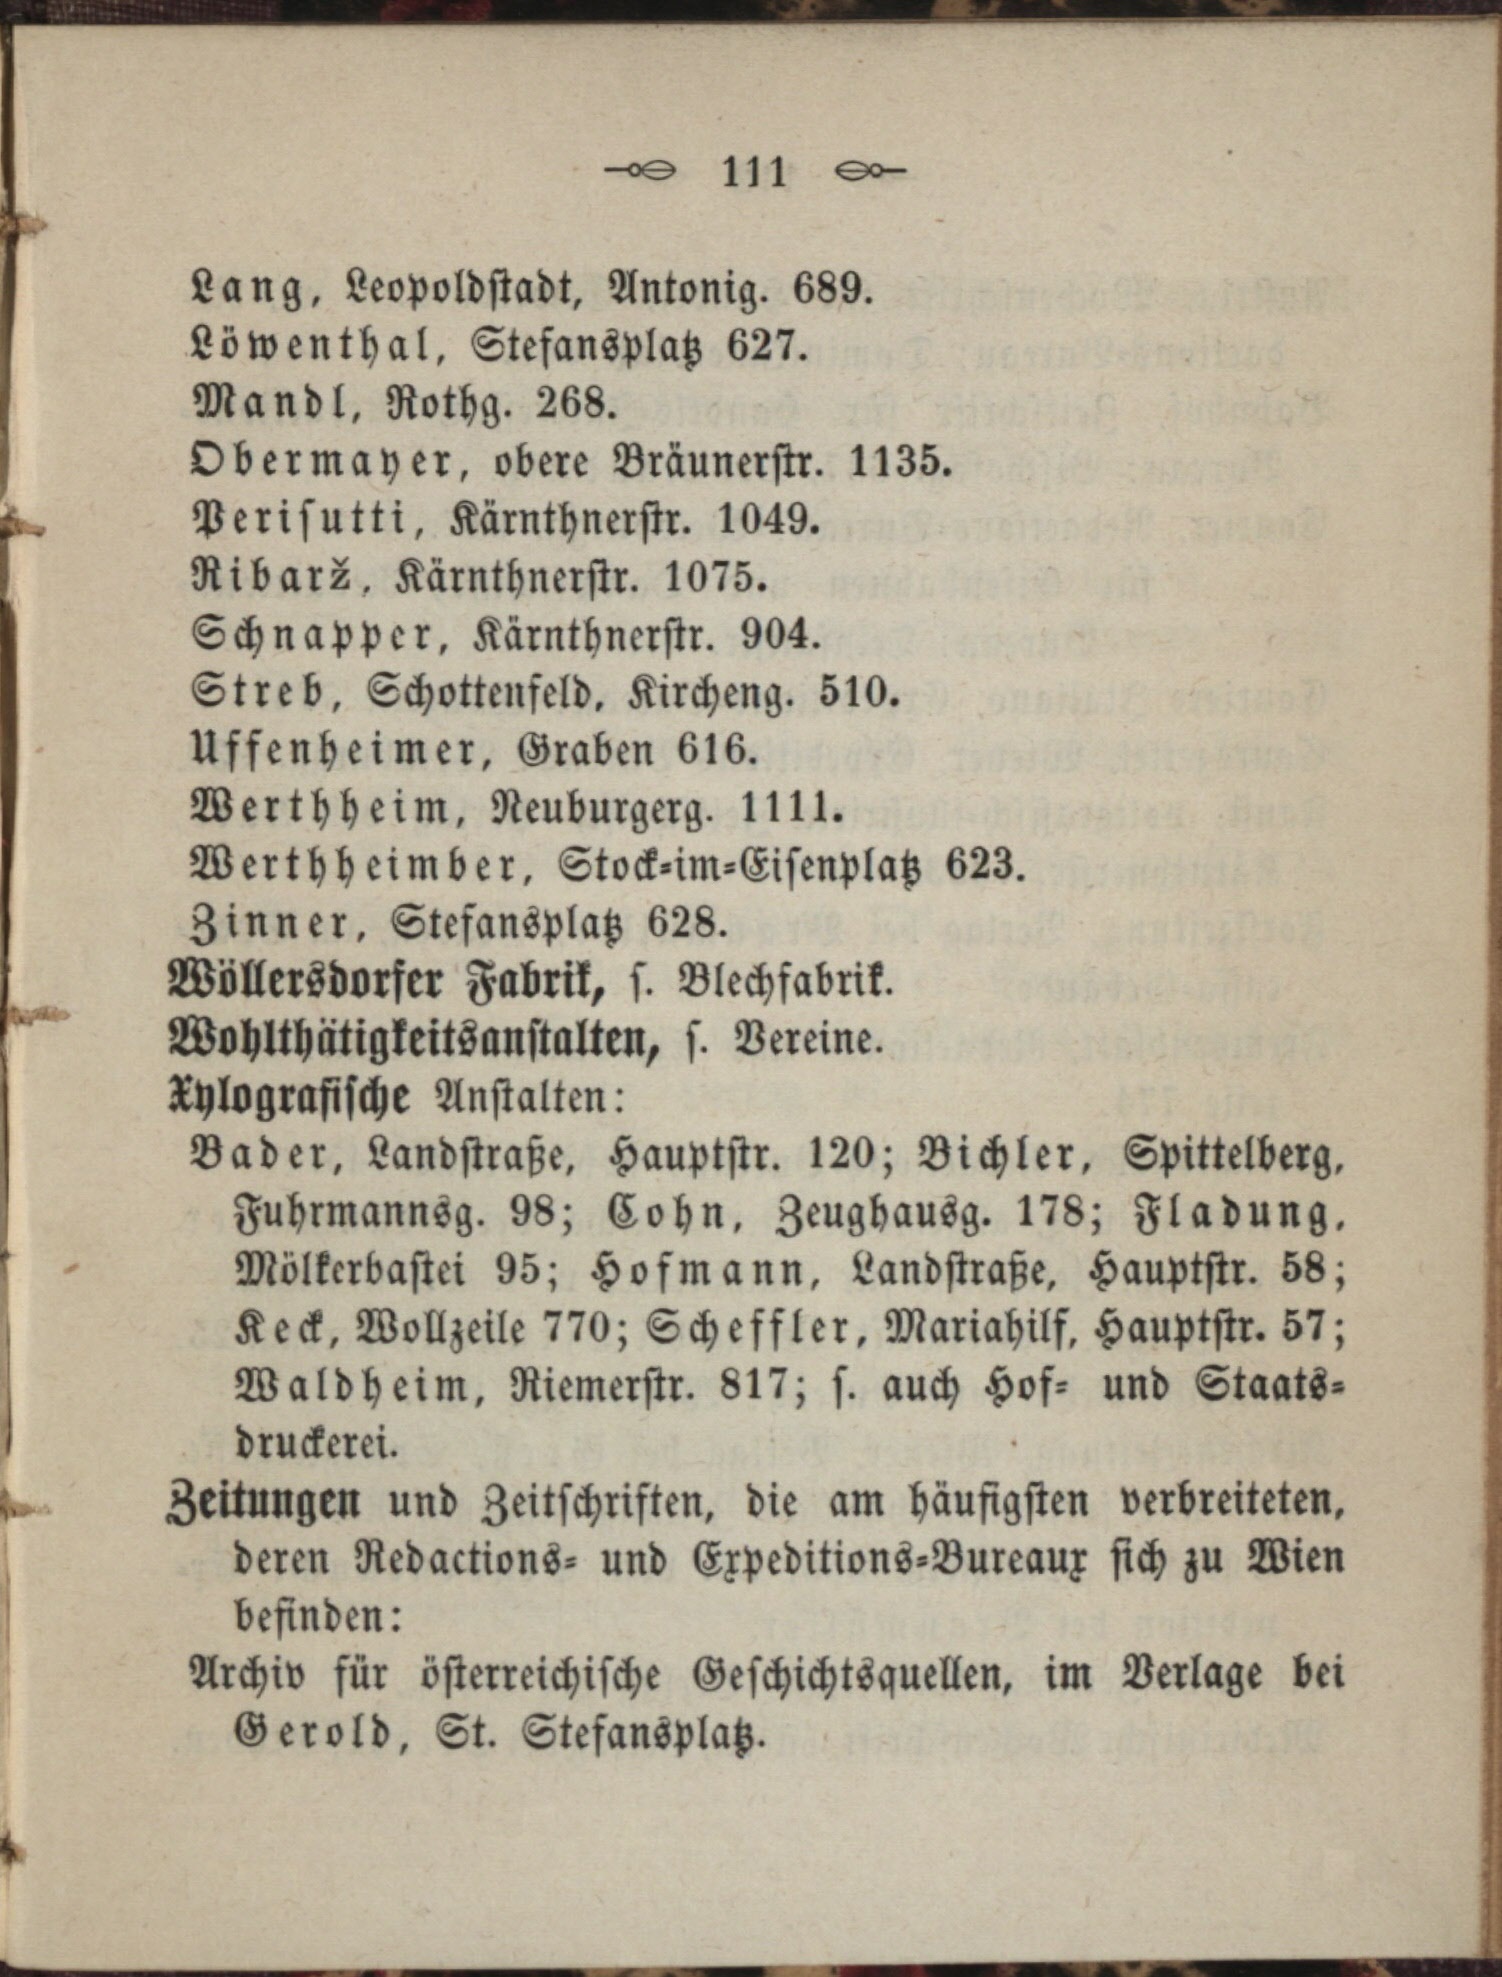 111
Lang, Leopoldstadt, Antonig. 689.
Löwenthal, Stefansplatz 627.
Mandl, Rothg. 268.
Obermayer, obere Bräunerstr. 1135.
Perisutti, Kärnthnerstr. 1049.
Ribarž, Kärnthnerstr. 1075.
Schnapper, Kärnthnerstr. 904.
Streb, Schottenfeld, Kircheng. 510.
Uffenheimer, Graben 616.
Werthheim, Neuburgerg. 1111.
Werthheimber, Stock-im-Eisenplatz 623.
Zinner, Stefansplatz 628.
Wöllersdorfer Fabrik, s. Blechfabrik.
Wohlthätigkeitsanstalten, s. Vereine.
Xylografische Anstalten:
Bader, Landstraße, Hauptstr. 120; Bichler, Spittelberg,
Fuhrmannsg. 98; Cohn, Zeughausg. 178; Fladung,
Mölkerbastei 95; Hofmann, Landstraße, Hauptstr. 58;
Keck, Wollzeile 770; Scheffler, Mariahilf, Hauptstr. 57;
Waldheim, Riemerstr. 817; s. auch Hof- und Staats-
druckerei.
Zeitungen und Zeitschriften, die am häufigsten verbreiteten,
deren Redactions- und Expeditions-Bureaux sich zu Wien
befinden:
Archiv für österreichische Geschichtsquellen, im Verlage bei
Gerold, St. Stefansplatz.